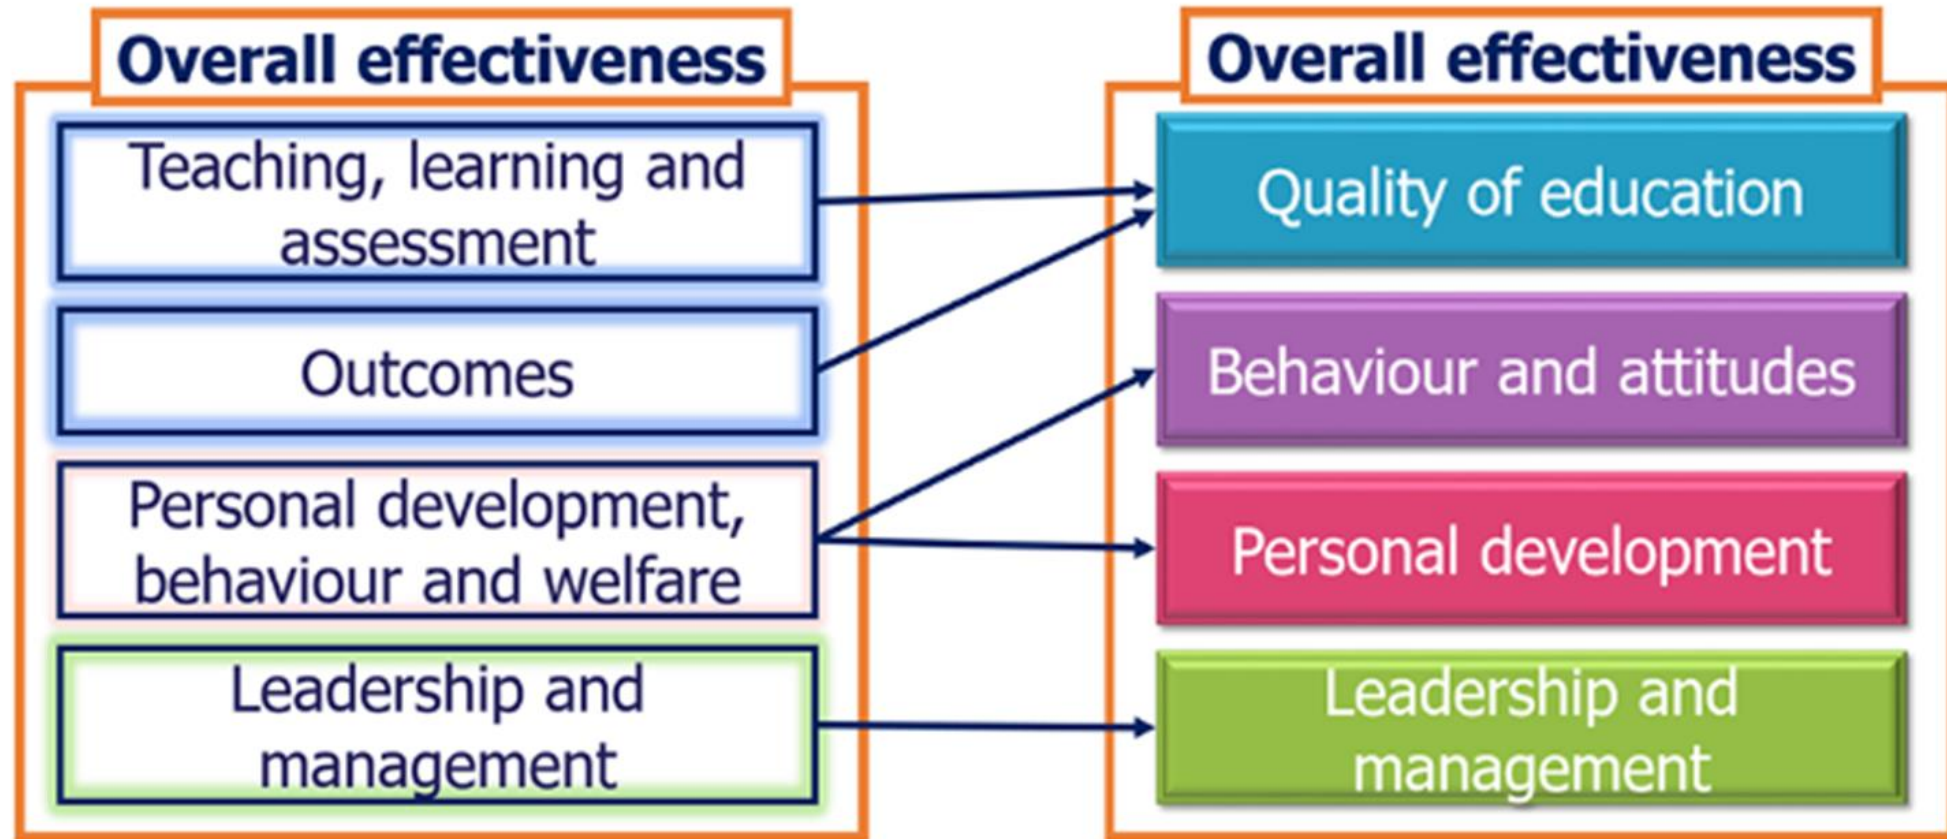 Overall effectiveness
Teaching, learning and
assessment
Outcomes
Personal development,
behaviour and welfare
Leadership and
management
Overall effectiveness
Quality of education
Behaviour and attitudes
Personal development
Leadership and
management